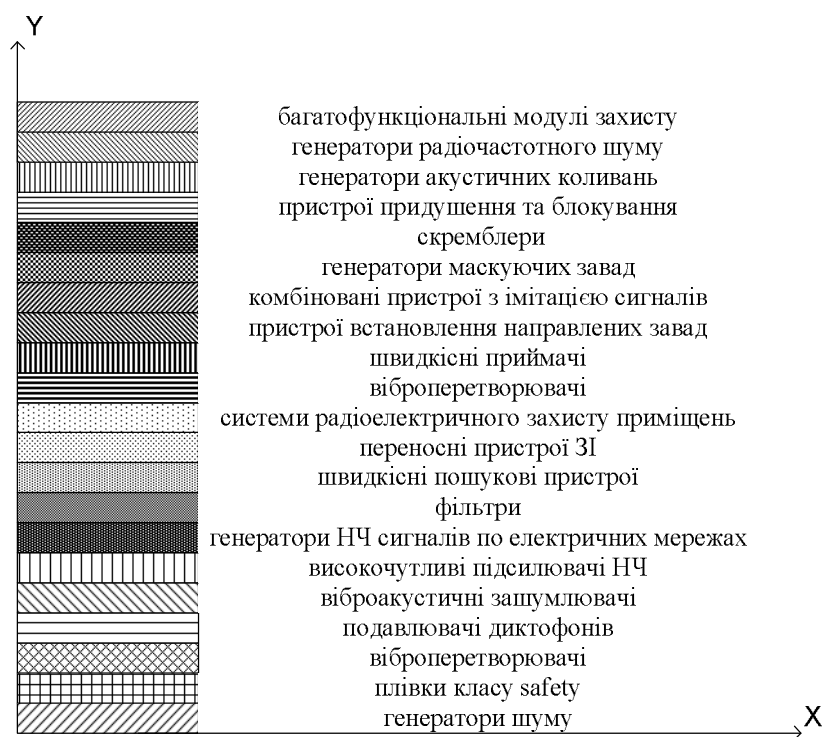 Y
багатофункціональні модулі захисту
генератори радіочастотного шуму
генератори акустичних коливань
пристрої придушення та блокування
скремблери
генератори маскуючих завад
комбіновані пристрої з імітацією сигналів
пристрої встановлення направлених завад
швидкісні приймачі
віброперетворювачі
системи радіоелектричного захисту приміщень
переносні пристрої ЗІ
швидкісні пошукові пристрої
фільтри
генератори НЧ сигналів по електричних мережах
високочутливі підсилювачі НЧ
віброакустичні зашумлювачі
подавлювачі диктофонів
віброперетворювачі
плівки класу safety
генератори шуму
X